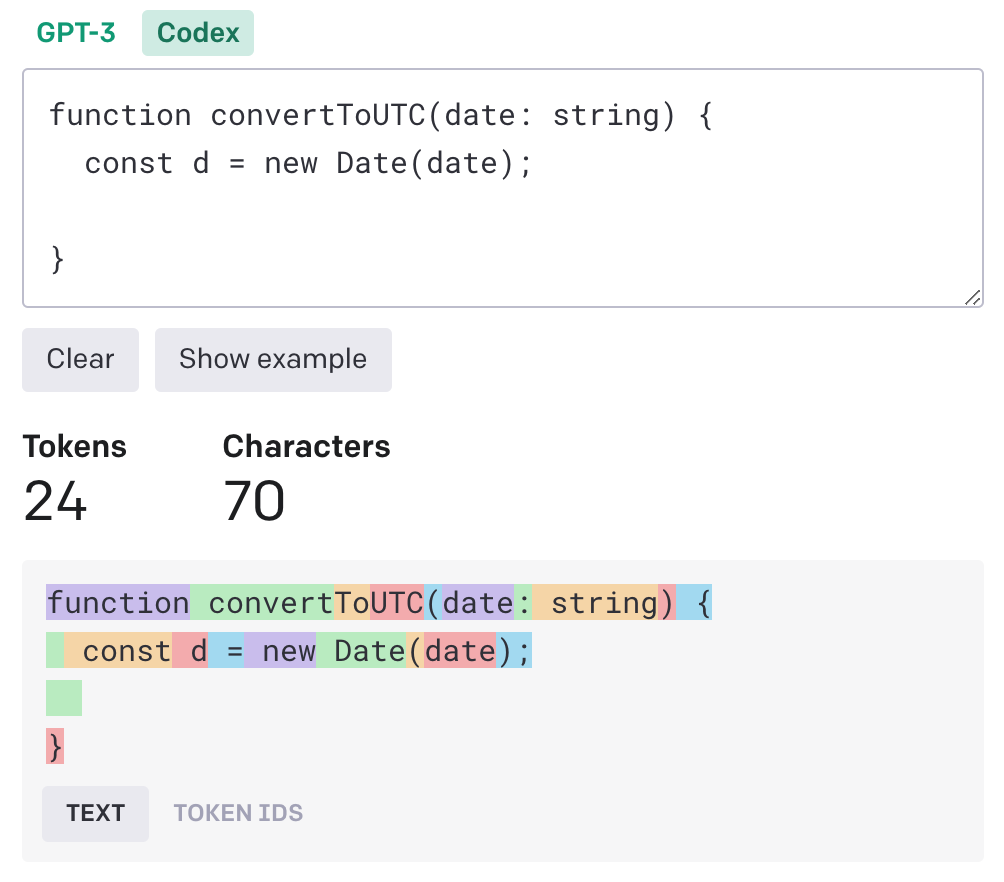 GPT-3 Codex
function convertToUTC(date: string) {
  const d = new Date(date);
}
Clear Show example
Tokens Characters
24 70
function convertToUTC(date: string) {
  const d = new Date(date);
}
TEXT TOKEN IDS